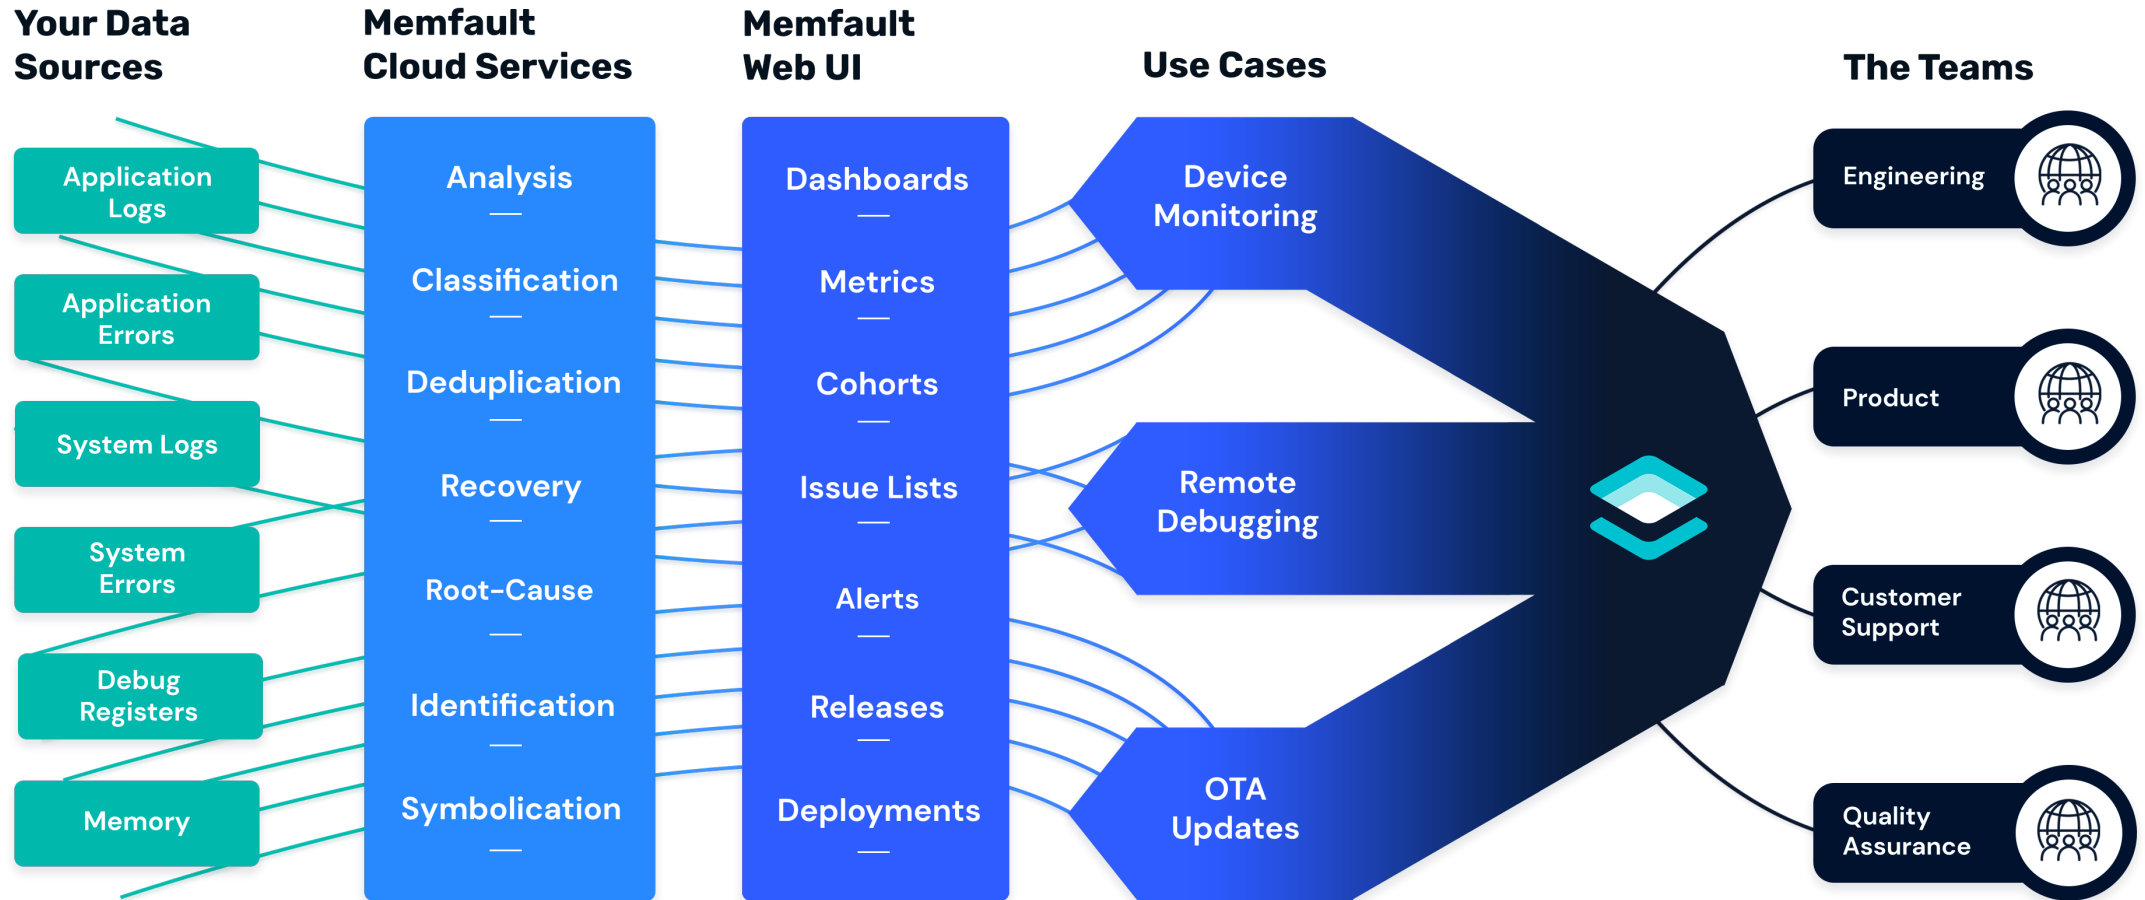 Your Data
Sources
Memfault
Cloud Services
Memfault
Web UI
Use Cases
The Teams
Application
Logs
Application
Errors
System Logs
System
Errors
Debug
Registers
Memory
Analysis
Classification
Deduplication
Recovery
Root-Cause
Identification
Symbolication
Dashboards
Metrics
Cohorts
Issue Lists
Alerts
Releases
Deployments
Device
Monitoring
Remote
Debugging
OTA
Updates
Engineering
Product
Customer
Support
Quality
Assurance